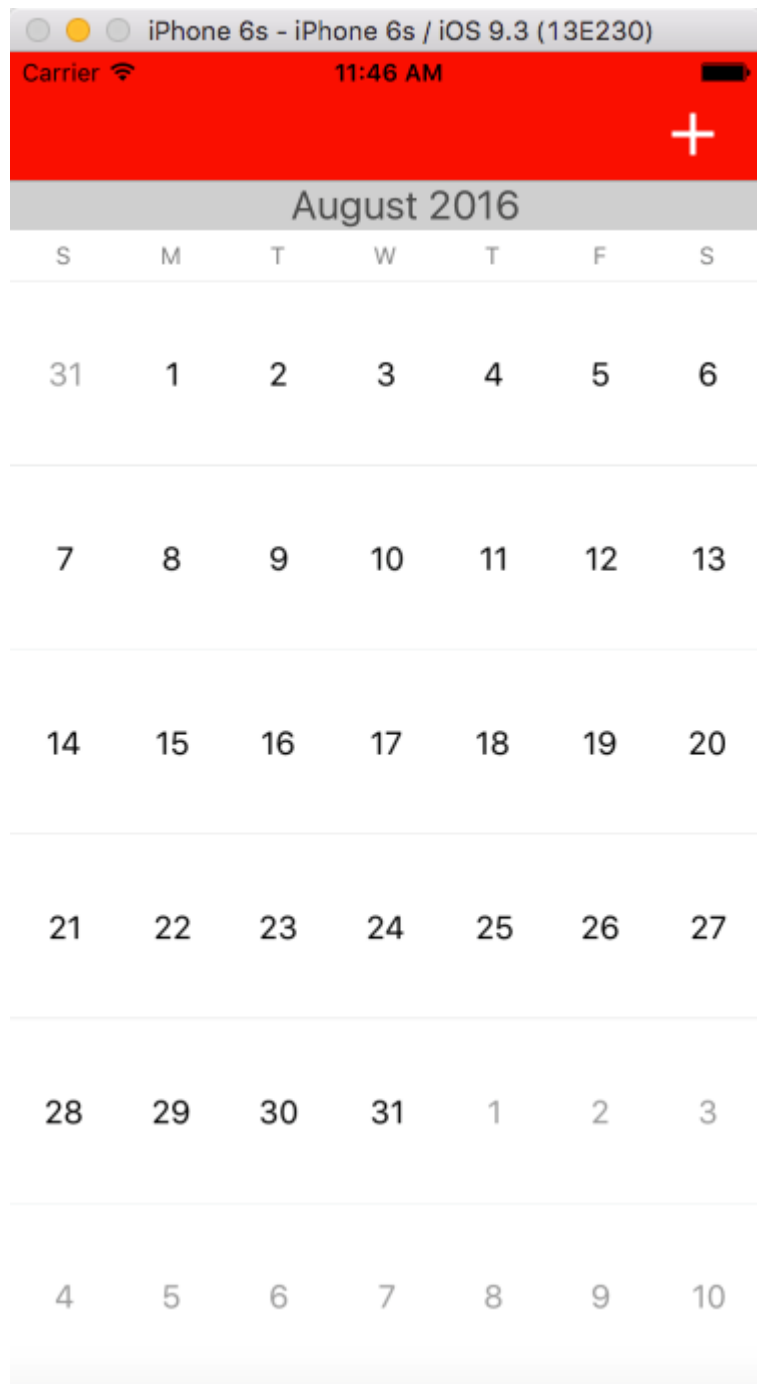 iPhone 6s - iPhone 6s / iOS 9.3 (13E230)
Carrier 11:46 AM
+
August 2016
S M T W T F S
31 1 2 3 4 5 6
7 8 9 10 11 12 13
14 15 16 17 18 19 20
21 22 23 24 25 26 27
28 29 30 31 1 2 3
4 5 6 7 8 9 10